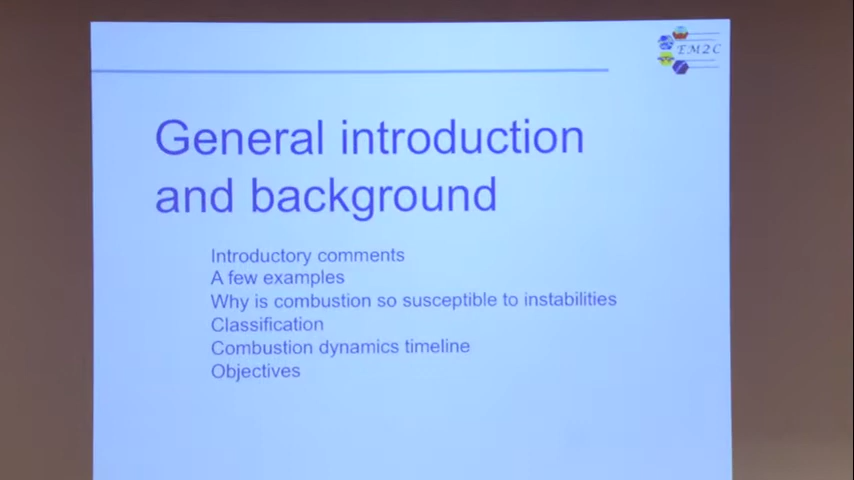 EM2C
General introduction
and background
Introductory comments
A few examples
Why is combustion so susceptible to instabilities
Classification
Combustion dynamics timeline
Objectives